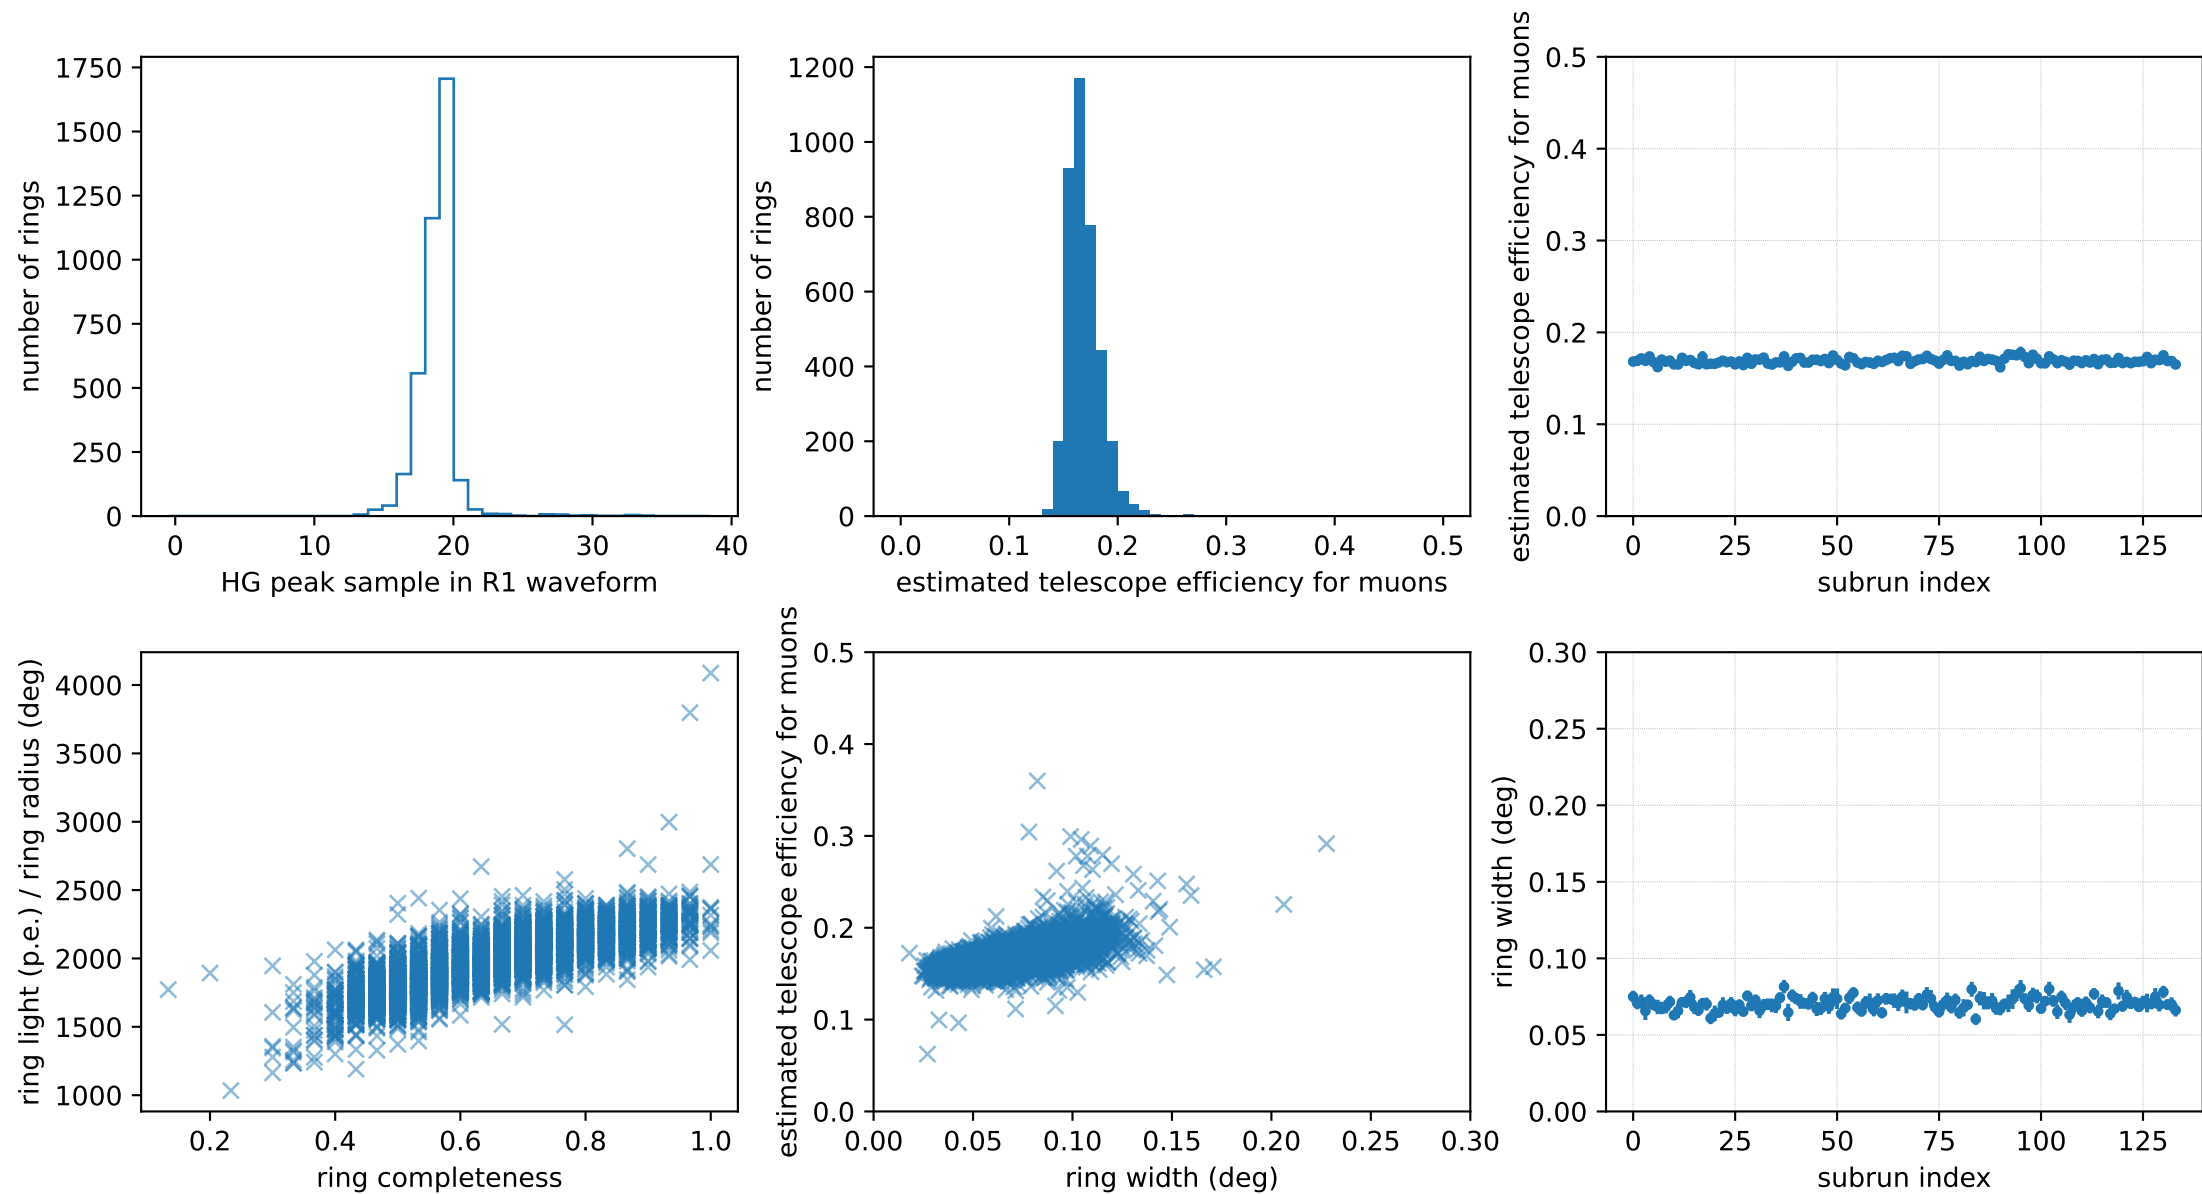 number of rings
1750
1500
1250
1000
750
500
250
0
0 10 20 30 40
HG peak sample in R1 waveform
number of rings
1200
1000
800
600
400
200
0
0.0 0.1 0.2 0.3 0.4 0.5
estimated telescope efficiency for muons
estimated telescope efficiency for muons
0.5
0.4
0.3
0.2
0.1
0.0
0 25 50 75 100 125
subrun index
ring light (p.e.) / ring radius (deg)
4000
3500
3000
2500
2000
1500
1000
0.2 0.4 0.6 0.8 1.0
ring completeness
estimated telescope efficiency for muons
0.5
0.4
0.3
0.2
0.1
0.0
0.00 0.05 0.10 0.15 0.20 0.25 0.30
ring width (deg)
ring width (deg)
0.30
0.25
0.20
0.15
0.10
0.05
0.00
0 25 50 75 100 125
subrun index